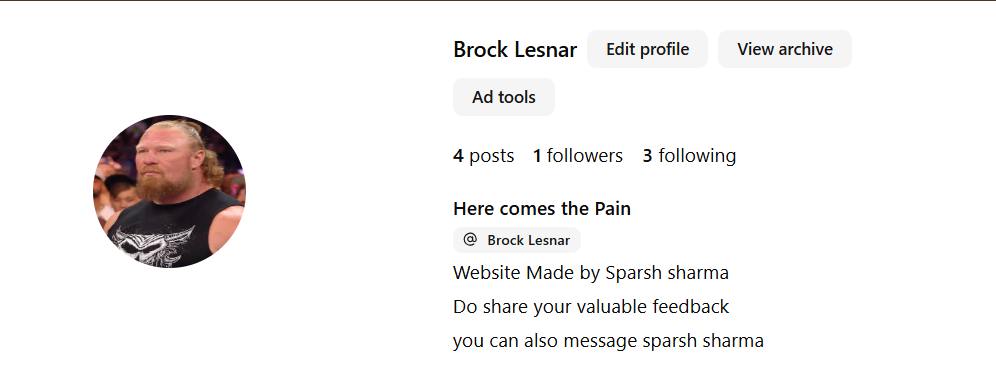 Brock Lesnar Edit profile View archive
Ad tools
4 posts 1 followers 3 following
Here comes the Pain
@ Brock Lesnar
Website Made by Sparsh sharma
Do share your valuable feedback
you can also message sparsh sharma